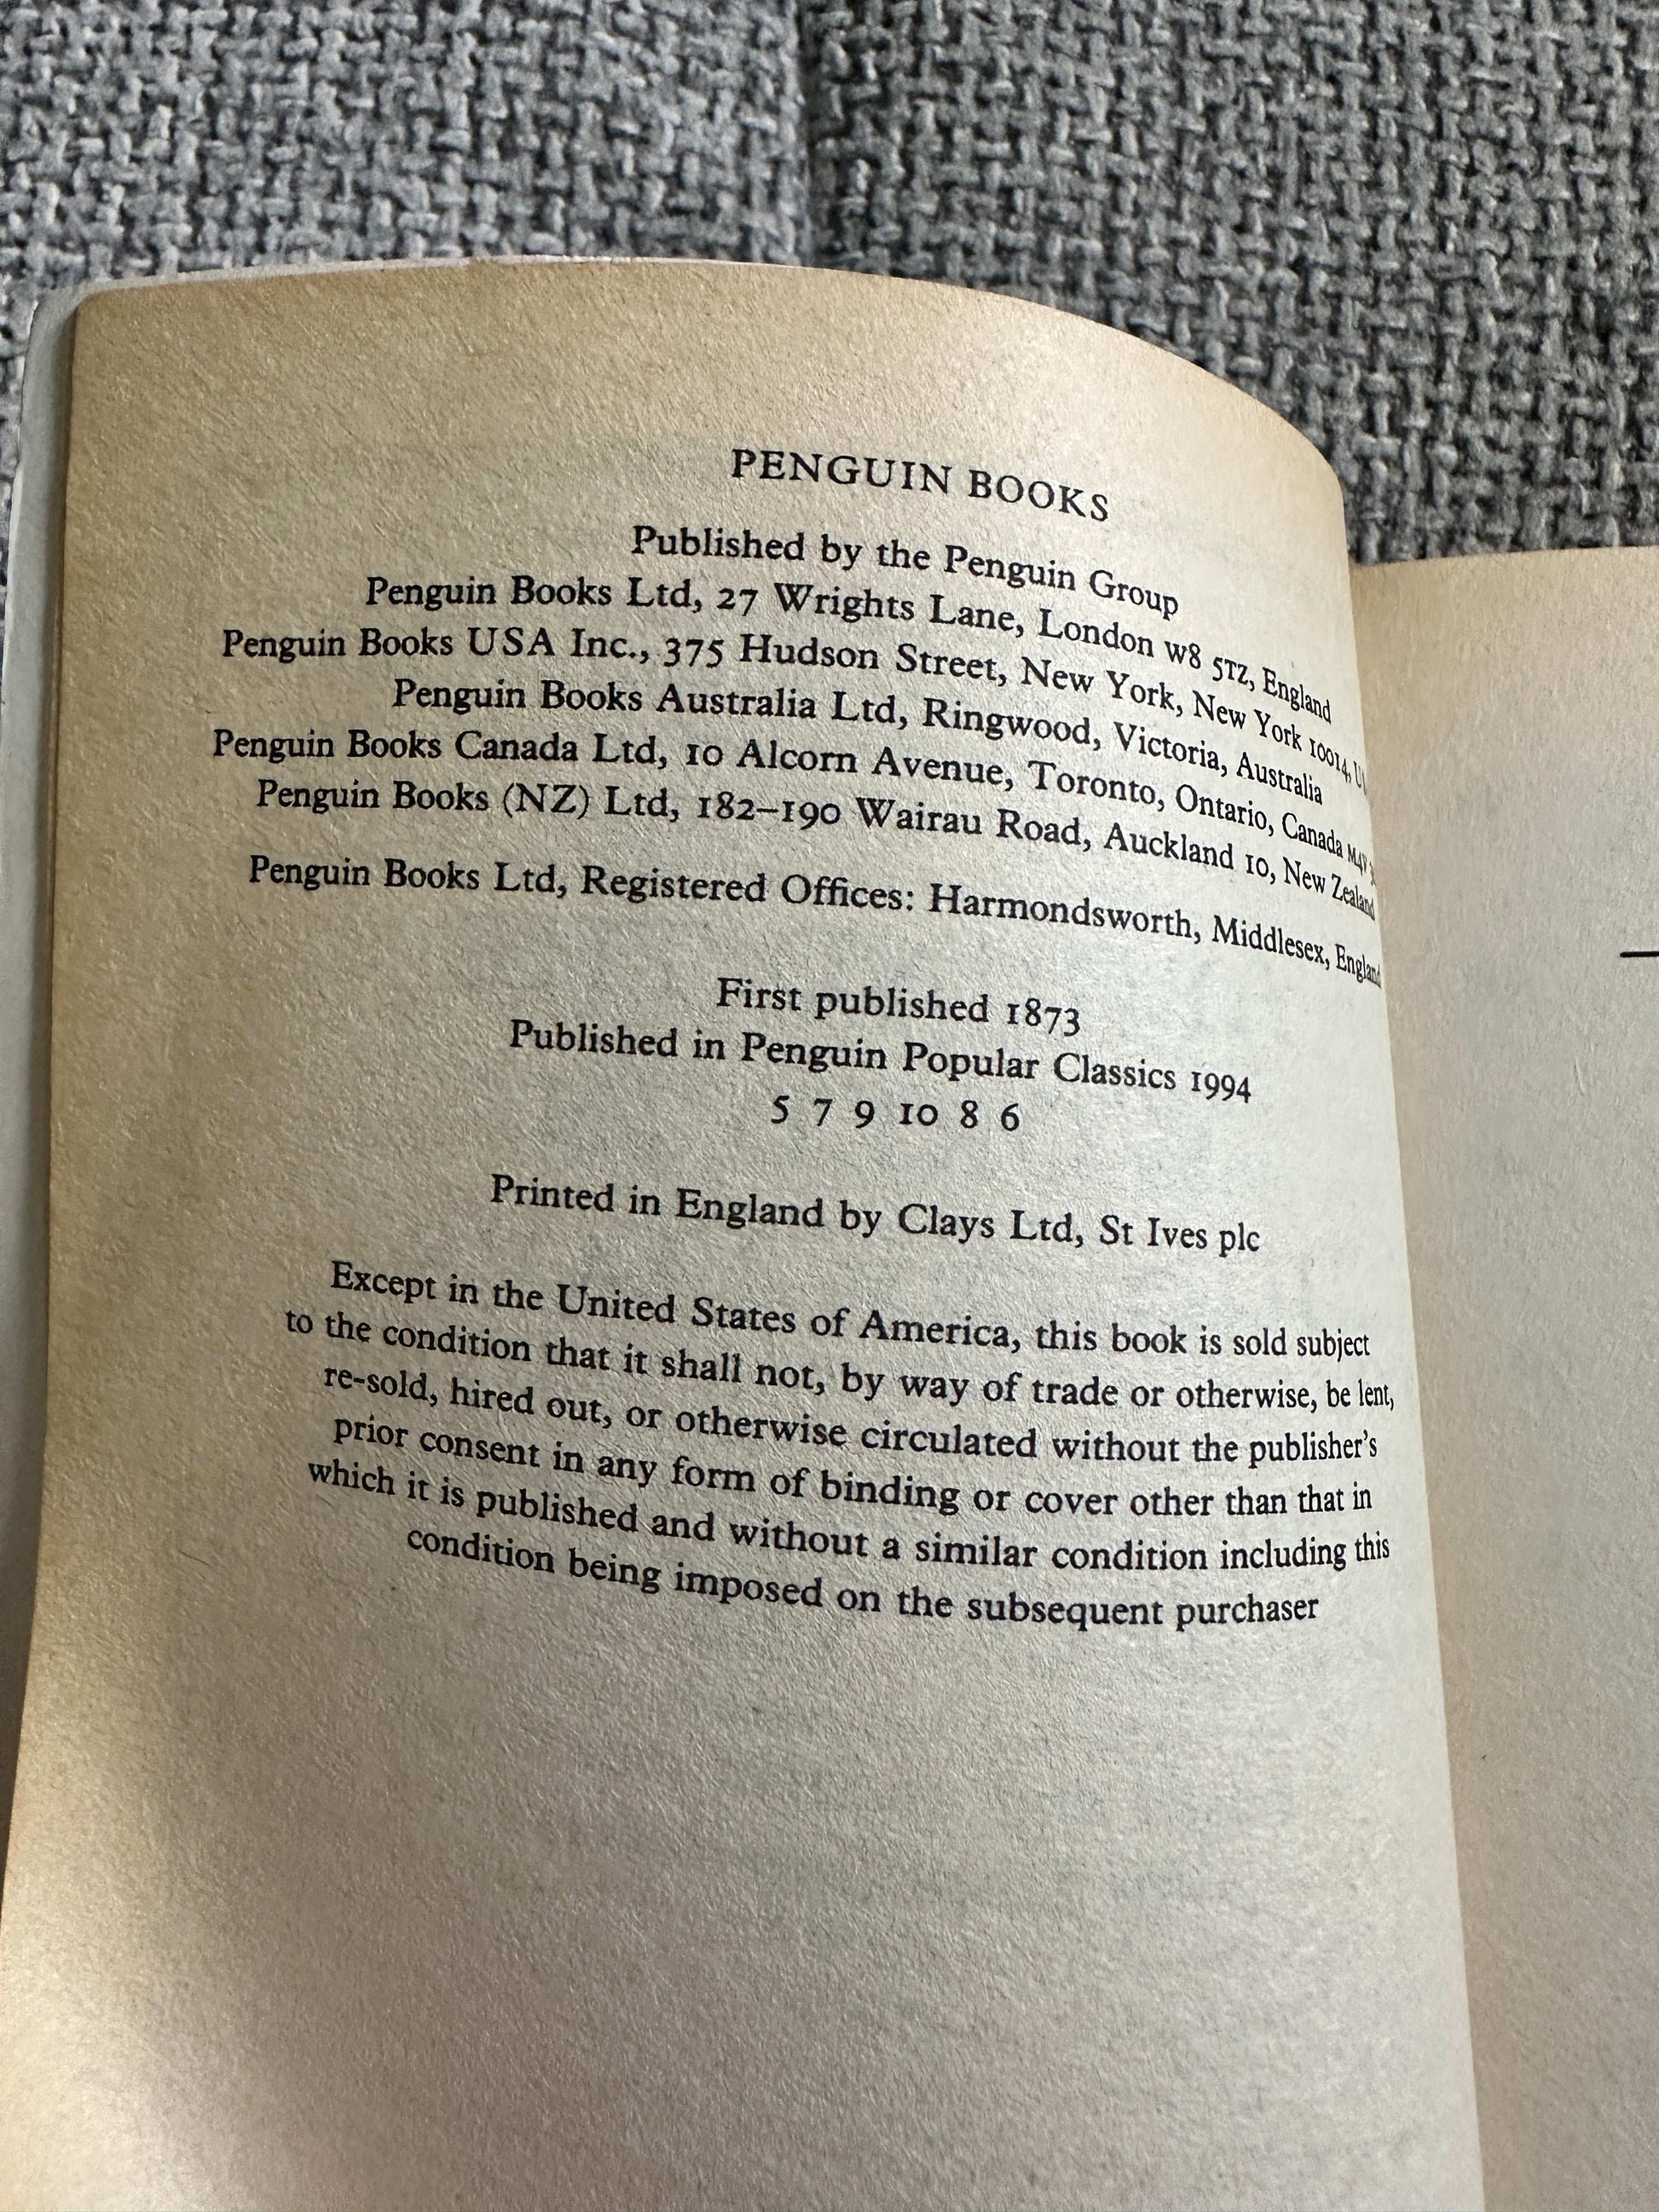 PENGUIN BOOKS
Published by the Penguin Group
Penguin Books Ltd, 27 Wrights Lane, London W8 5TZ, England
Penguin Books USA Inc., 375 Hudson Street, New York, New York 10014,
Penguin Books Australia Ltd, Ringwood, Victoria, Australia
Penguin Books Canada Ltd, 10 Alcorn Avenue, Toronto, Ontario, Canada M4V
Penguin Books (NZ) Ltd, 182–190 Wairau Road, Auckland 10, New Zealand
Penguin Books Ltd, Registered Offices: Harmondsworth, Middlesex, England
First published 1873
Published in Penguin Popular Classics 1994
5 7 9 10 8 6
Printed in England by Clays Ltd, St Ives plc
Except in the United States of America, this book is sold subject
to the condition that it shall not, by way of trade or otherwise, be lent,
re-sold, hired out, or otherwise circulated without the publisher's
prior consent in any form of binding or cover other than that in
which it is published and without a similar condition including this
condition being imposed on the subsequent purchaser